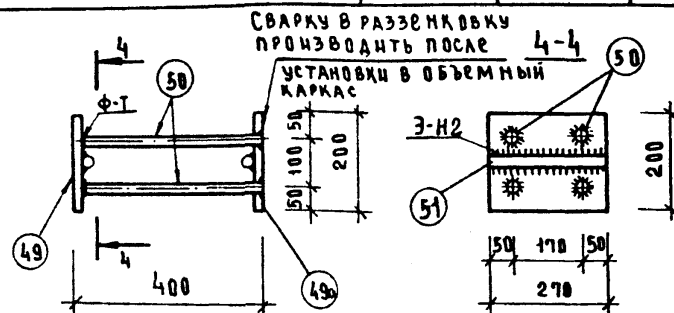 СВАРКУ В РАЗЗЕНКОВКУ
ПРОИЗВОДИТЬ ПОСЛЕ
УСТАНОВКИ В ОБЪЕМНЫЙ
КАРКАС
4-4
4
50
50
Ф-Т
50
100
50
200
Э-Н2
200
51
49
4
49а
400
50
170
50
270